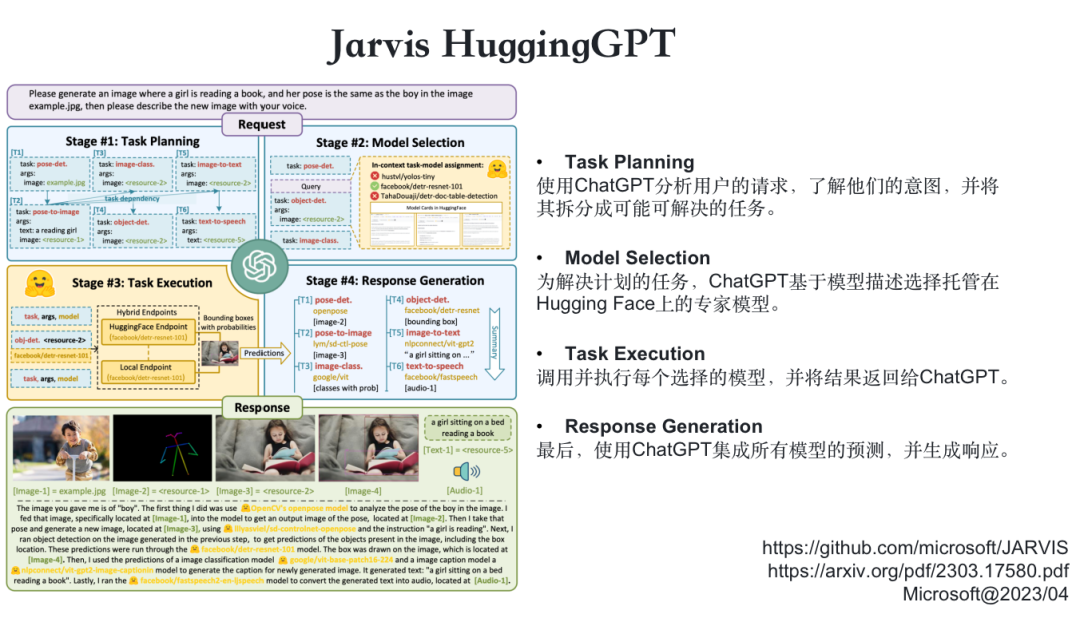 Jarvis HuggingGPT
Please generate an image where a girl is reading a book, and her pose is the same as the boy in the image
example.jpg, then please describe the new image with your voice.
Request
Stage #1: Task Planning
[T1]
task: pose-det.
args:
image: example.jpg
[T3]
task: image-class.
args:
image: <resource-2>
[T5]
task: image-to-text
args:
image: <resource-2>
task dependency
[T2]
task: pose-to-image
args:
text: a reading girl
image: <resource-1>
[T4]
task: object-det.
args:
image: <resource-2>
[T6]
task: text-to-speech
args:
text: <resource-5>
Stage #2: Model Selection
task: pose-det.
Query
task: object-det.
args:
image: <resource-2>
task: image-class.
In-context task-model assignment:
hustvl/yolos-tiny
facebook/detr-resnet-101
TahaDouaji/detr-doc-table-detection
Model Cards in HuggingFace
Stage #3: Task Execution
task, args, model
obj-det. <resource-2>
facebook/detr-resnet-101
task, args, model
Hybrid Endpoints
HuggingFace Endpoint
(facebook/detr-resnet-101)
Local Endpoint
(facebook/detr-resnet-101)
Bounding boxes
with probabilities
Predictions
Stage #4: Response Generation
[T1] pose-det.
openpose
[image-2]
[T2] pose-to-image
lym/sd-ctl-pose
[image-3]
[T3] image-class.
google/vit
[classes with prob]
[T4] object-det.
facebook/detr-resnet
[bounding box]
[T5] image-to-text
nlpconnect/vit-gpt2
“a girl sitting on ...”
[T6] text-to-speech
facebook/fastspeech
[audio-1]
Summary
Response
a girl sitting on a bed
reading a book
[Text-1] = <resource-5>
[Image-1] = example.jpg
[Image-2] = <resource-1>
[Image-3] = <resource-2>
[Image-4]
[Audio-1]
The image you gave me is of "boy". The first thing I did was use OpenCV's openpose model to analyze the pose of the boy in the image. I
fed that image, specifically located at [Image-1], into the model to get an output image of the pose, located at [Image-2]. Then I take that
pose and generate a new image, located at [Image-3], using lllyasviel/sd-controlnet-openpose and the instruction "a girl is reading". Next, I
ran object detection on the image generated in the previous step, to get predictions of the objects present in the image, including the box
location. These predictions were run through the facebook/detr-resnet-101 model. The box was drawn on the image, which is located at
[Image-4]. Then, I used the predictions of a image classification model google/vit-base-patch16-224 and a image caption model a
nlpconnect/vit-gpt2-image-captionin model to generate the caption for newly generated image. It generated text: "a girl sitting on a bed
reading a book". Lastly, I ran the facebook/fastspeech2-en-ljspeech model to convert the generated text into audio, located at [Audio-1].
• Task Planning
使用ChatGPT分析用户的请求，了解他们的意图，并将
其拆分成可能可解决的任务。
• Model Selection
为解决计划的任务，ChatGPT基于模型描述选择托管在
Hugging Face上的专家模型。
• Task Execution
调用并执行每个选择的模型，并将结果返回给ChatGPT。
• Response Generation
最后，使用ChatGPT集成所有模型的预测，并生成响应。
https://github.com/microsoft/JARVIS
https://arxiv.org/pdf/2303.17580.pdf
Microsoft@2023/04